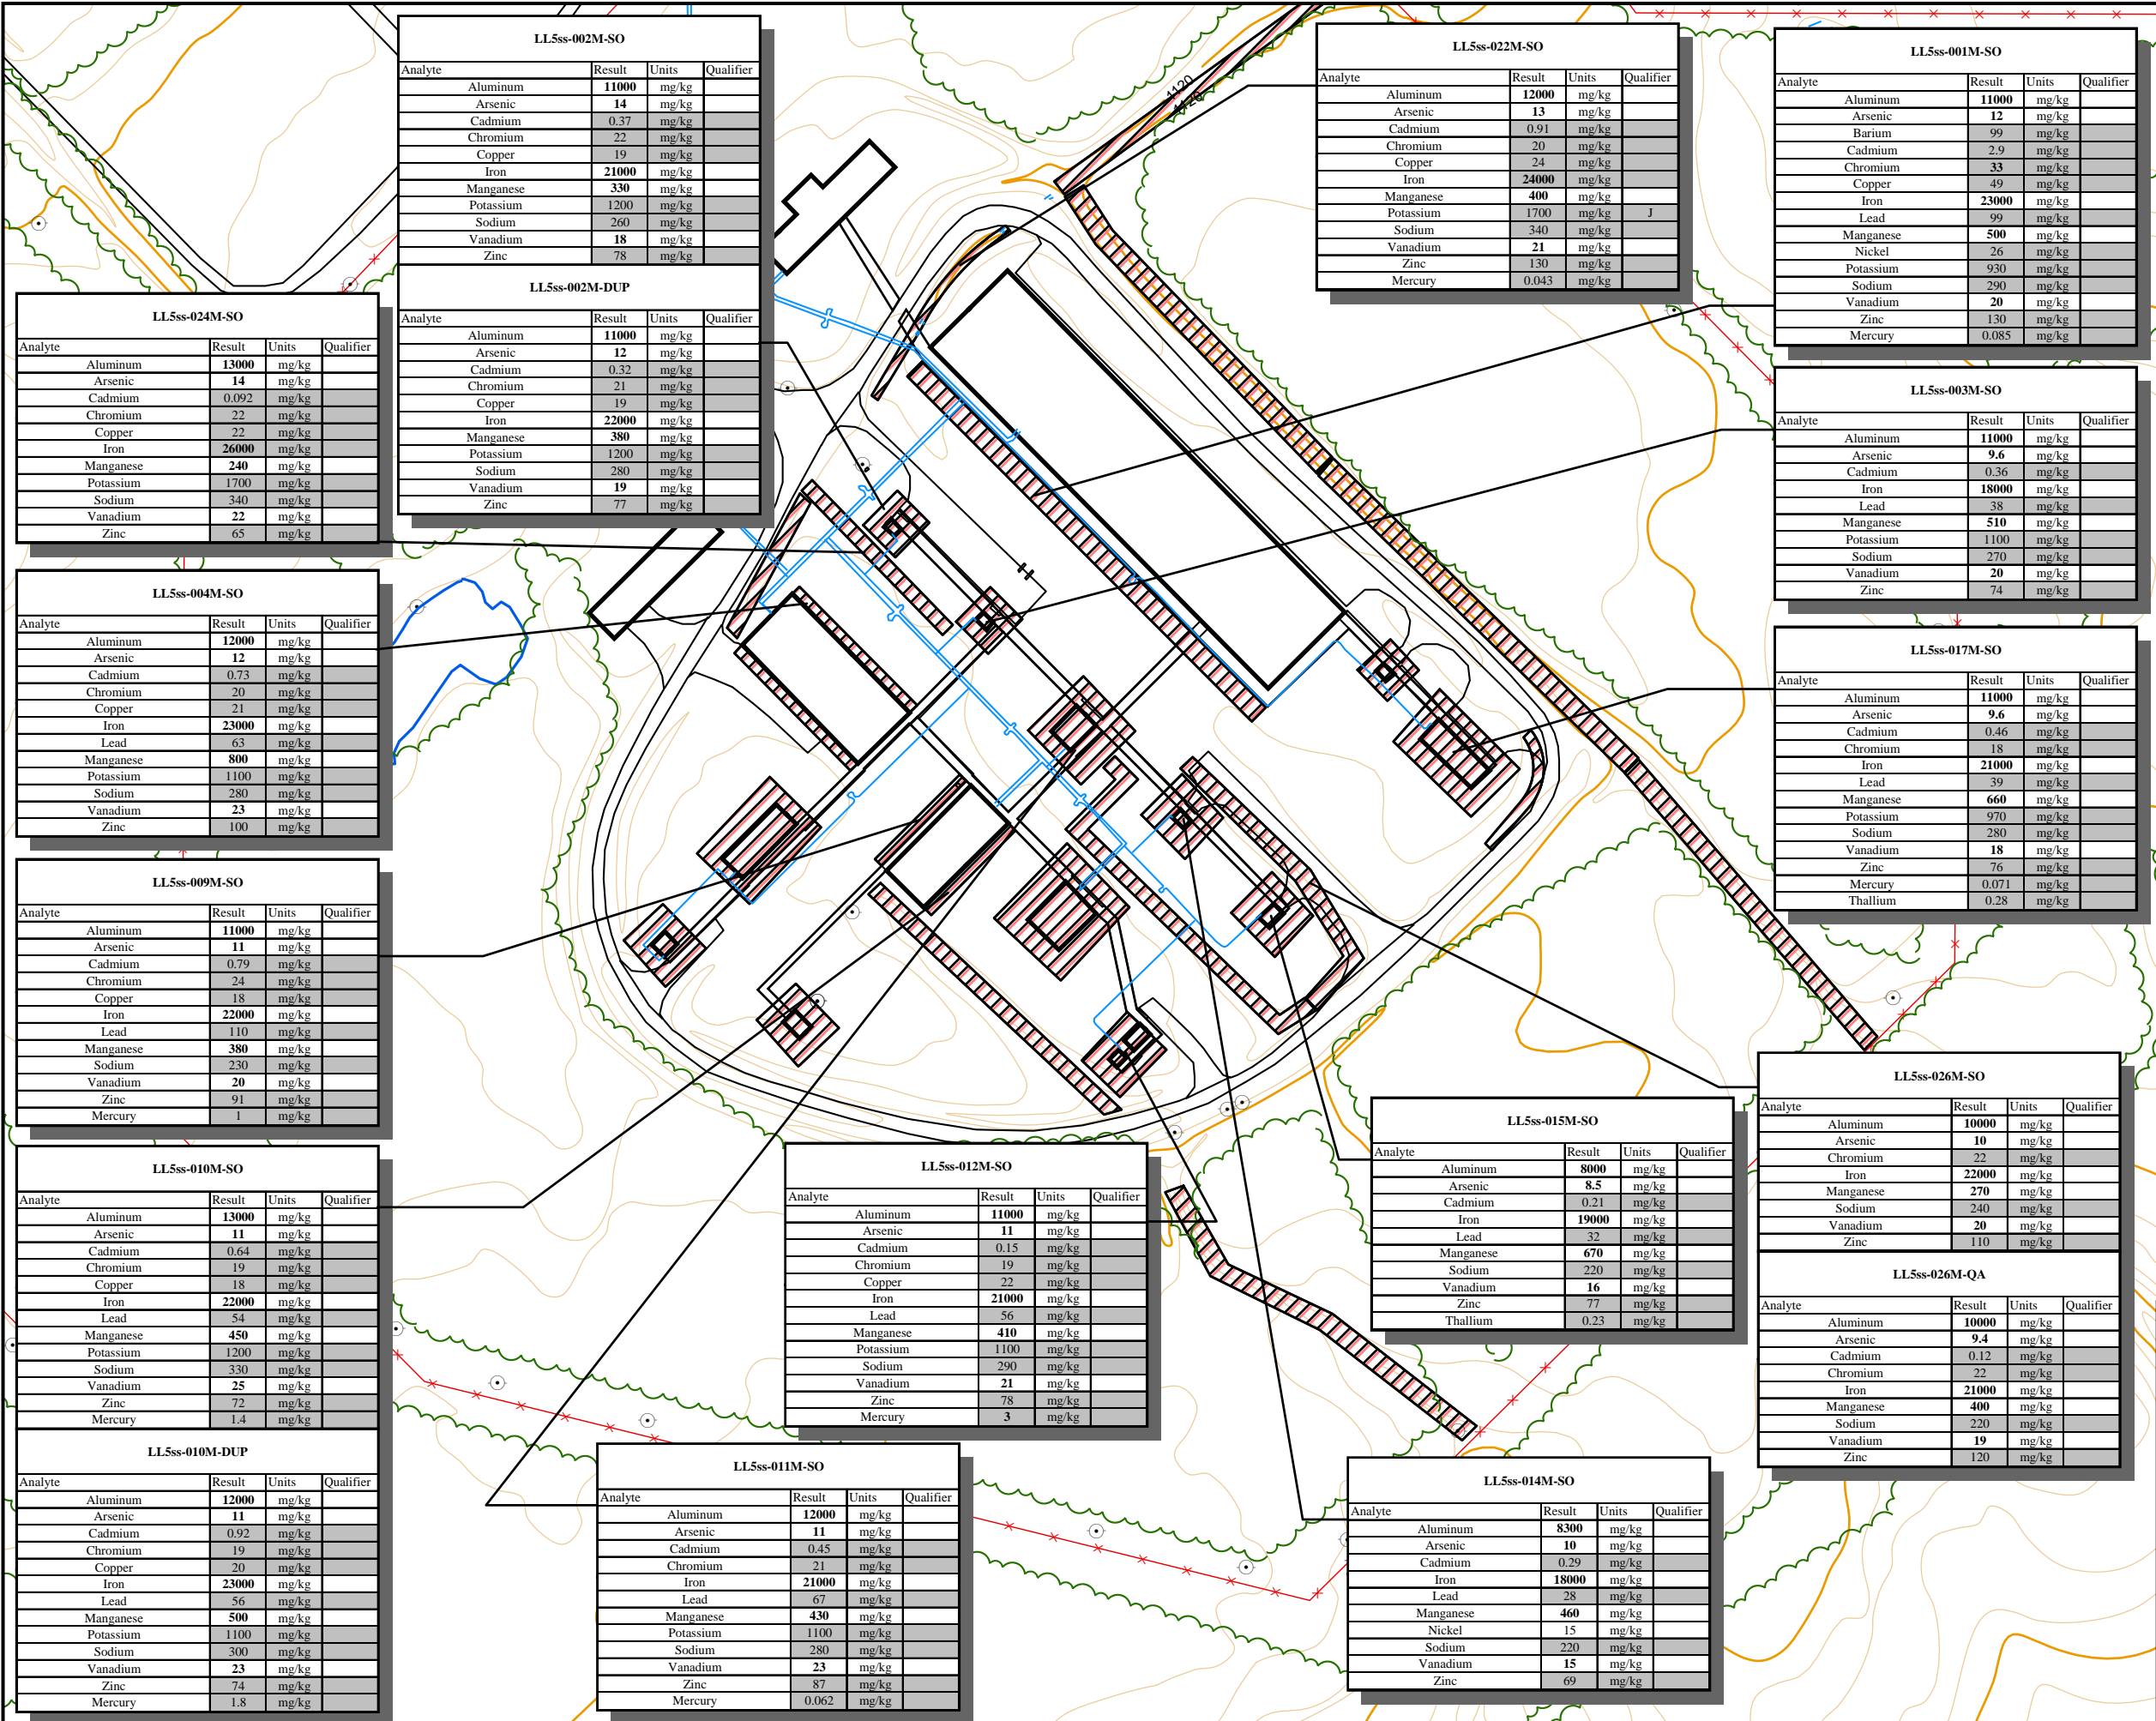 LL5ss-002M-SO
Analyte Result Units Qualifier
Aluminum 11000 mg/kg
Arsenic 14 mg/kg
Cadmium 0.37 mg/kg
Chromium 22 mg/kg
Copper 19 mg/kg
Iron 21000 mg/kg
Manganese 330 mg/kg
Potassium 1200 mg/kg
Sodium 260 mg/kg
Vanadium 18 mg/kg
Zinc 78 mg/kg
LL5ss-002M-DUP
Analyte Result Units Qualifier
Aluminum 11000 mg/kg
Arsenic 12 mg/kg
Cadmium 0.32 mg/kg
Chromium 21 mg/kg
Copper 19 mg/kg
Iron 22000 mg/kg
Manganese 380 mg/kg
Potassium 1200 mg/kg
Sodium 280 mg/kg
Vanadium 19 mg/kg
Zinc 77 mg/kg
1120
LL5ss-022M-SO
Analyte Result Units Qualifier
Aluminum 12000 mg/kg
Arsenic 13 mg/kg
Cadmium 0.91 mg/kg
Chromium 20 mg/kg
Copper 24 mg/kg
Iron 24000 mg/kg
Manganese 400 mg/kg
Potassium 1700 mg/kg J
Sodium 340 mg/kg
Vanadium 21 mg/kg
Zinc 130 mg/kg
Mercury 0.043 mg/kg
LL5ss-001M-SO
Analyte Result Units Qualifier
Aluminum 11000 mg/kg
Arsenic 12 mg/kg
Barium 99 mg/kg
Cadmium 2.9 mg/kg
Chromium 33 mg/kg
Copper 49 mg/kg
Iron 23000 mg/kg
Lead 99 mg/kg
Manganese 500 mg/kg
Nickel 26 mg/kg
Potassium 930 mg/kg
Sodium 290 mg/kg
Vanadium 20 mg/kg
Zinc 130 mg/kg
Mercury 0.085 mg/kg
LL5ss-024M-SO
Analyte Result Units Qualifier
Aluminum 13000 mg/kg
Arsenic 14 mg/kg
Cadmium 0.092 mg/kg
Chromium 22 mg/kg
Copper 22 mg/kg
Iron 26000 mg/kg
Manganese 240 mg/kg
Potassium 1700 mg/kg
Sodium 340 mg/kg
Vanadium 22 mg/kg
Zinc 65 mg/kg
LL5ss-003M-SO
Analyte Result Units Qualifier
Aluminum 11000 mg/kg
Arsenic 9.6 mg/kg
Cadmium 0.36 mg/kg
Iron 18000 mg/kg
Lead 38 mg/kg
Manganese 510 mg/kg
Potassium 1100 mg/kg
Sodium 270 mg/kg
Vanadium 20 mg/kg
Zinc 74 mg/kg
LL5ss-004M-SO
Analyte Result Units Qualifier
Aluminum 12000 mg/kg
Arsenic 12 mg/kg
Cadmium 0.73 mg/kg
Chromium 20 mg/kg
Copper 21 mg/kg
Iron 23000 mg/kg
Lead 63 mg/kg
Manganese 800 mg/kg
Potassium 1100 mg/kg
Sodium 280 mg/kg
Vanadium 23 mg/kg
Zinc 100 mg/kg
LL5ss-017M-SO
Analyte Result Units Qualifier
Aluminum 11000 mg/kg
Arsenic 9.6 mg/kg
Cadmium 0.46 mg/kg
Chromium 18 mg/kg
Iron 21000 mg/kg
Lead 39 mg/kg
Manganese 660 mg/kg
Potassium 970 mg/kg
Sodium 280 mg/kg
Vanadium 18 mg/kg
Zinc 76 mg/kg
Mercury 0.071 mg/kg
Thallium 0.28 mg/kg
LL5ss-009M-SO
Analyte Result Units Qualifier
Aluminum 11000 mg/kg
Arsenic 11 mg/kg
Cadmium 0.79 mg/kg
Chromium 24 mg/kg
Copper 18 mg/kg
Iron 22000 mg/kg
Lead 110 mg/kg
Manganese 380 mg/kg
Sodium 230 mg/kg
Vanadium 20 mg/kg
Zinc 91 mg/kg
Mercury 1 mg/kg
LL5ss-010M-SO
Analyte Result Units Qualifier
Aluminum 13000 mg/kg
Arsenic 11 mg/kg
Cadmium 0.64 mg/kg
Chromium 19 mg/kg
Copper 18 mg/kg
Iron 22000 mg/kg
Lead 54 mg/kg
Manganese 450 mg/kg
Potassium 1200 mg/kg
Sodium 330 mg/kg
Vanadium 25 mg/kg
Zinc 72 mg/kg
Mercury 1.4 mg/kg
LL5ss-010M-DUP
Analyte Result Units Qualifier
Aluminum 12000 mg/kg
Arsenic 11 mg/kg
Cadmium 0.92 mg/kg
Chromium 19 mg/kg
Copper 20 mg/kg
Iron 23000 mg/kg
Lead 56 mg/kg
Manganese 500 mg/kg
Potassium 1100 mg/kg
Sodium 300 mg/kg
Vanadium 23 mg/kg
Zinc 74 mg/kg
Mercury 1.8 mg/kg
LL5ss-012M-SO
Analyte Result Units Qualifier
Aluminum 11000 mg/kg
Arsenic 11 mg/kg
Cadmium 0.15 mg/kg
Chromium 19 mg/kg
Copper 22 mg/kg
Iron 21000 mg/kg
Lead 56 mg/kg
Manganese 410 mg/kg
Potassium 1100 mg/kg
Sodium 290 mg/kg
Vanadium 21 mg/kg
Zinc 78 mg/kg
Mercury 3 mg/kg
LL5ss-011M-SO
Analyte Result Units Qualifier
Aluminum 12000 mg/kg
Arsenic 11 mg/kg
Cadmium 0.45 mg/kg
Chromium 21 mg/kg
Iron 21000 mg/kg
Lead 67 mg/kg
Manganese 430 mg/kg
Potassium 1100 mg/kg
Sodium 280 mg/kg
Vanadium 23 mg/kg
Zinc 87 mg/kg
Mercury 0.062 mg/kg
LL5ss-015M-SO
Analyte Result Units Qualifier
Aluminum 8000 mg/kg
Arsenic 8.5 mg/kg
Cadmium 0.21 mg/kg
Iron 19000 mg/kg
Lead 32 mg/kg
Manganese 670 mg/kg
Sodium 220 mg/kg
Vanadium 16 mg/kg
Zinc 77 mg/kg
Thallium 0.23 mg/kg
LL5ss-014M-SO
Analyte Result Units Qualifier
Aluminum 8300 mg/kg
Arsenic 10 mg/kg
Cadmium 0.29 mg/kg
Iron 18000 mg/kg
Lead 28 mg/kg
Manganese 460 mg/kg
Nickel 15 mg/kg
Sodium 220 mg/kg
Vanadium 15 mg/kg
Zinc 69 mg/kg
LL5ss-026M-SO
Analyte Result Units Qualifier
Aluminum 10000 mg/kg
Arsenic 10 mg/kg
Chromium 22 mg/kg
Iron 22000 mg/kg
Manganese 270 mg/kg
Sodium 240 mg/kg
Vanadium 20 mg/kg
Zinc 110 mg/kg
LL5ss-026M-QA
Analyte Result Units Qualifier
Aluminum 10000 mg/kg
Arsenic 9.4 mg/kg
Cadmium 0.12 mg/kg
Chromium 22 mg/kg
Iron 21000 mg/kg
Manganese 400 mg/kg
Sodium 220 mg/kg
Vanadium 19 mg/kg
Zinc 120 mg/kg